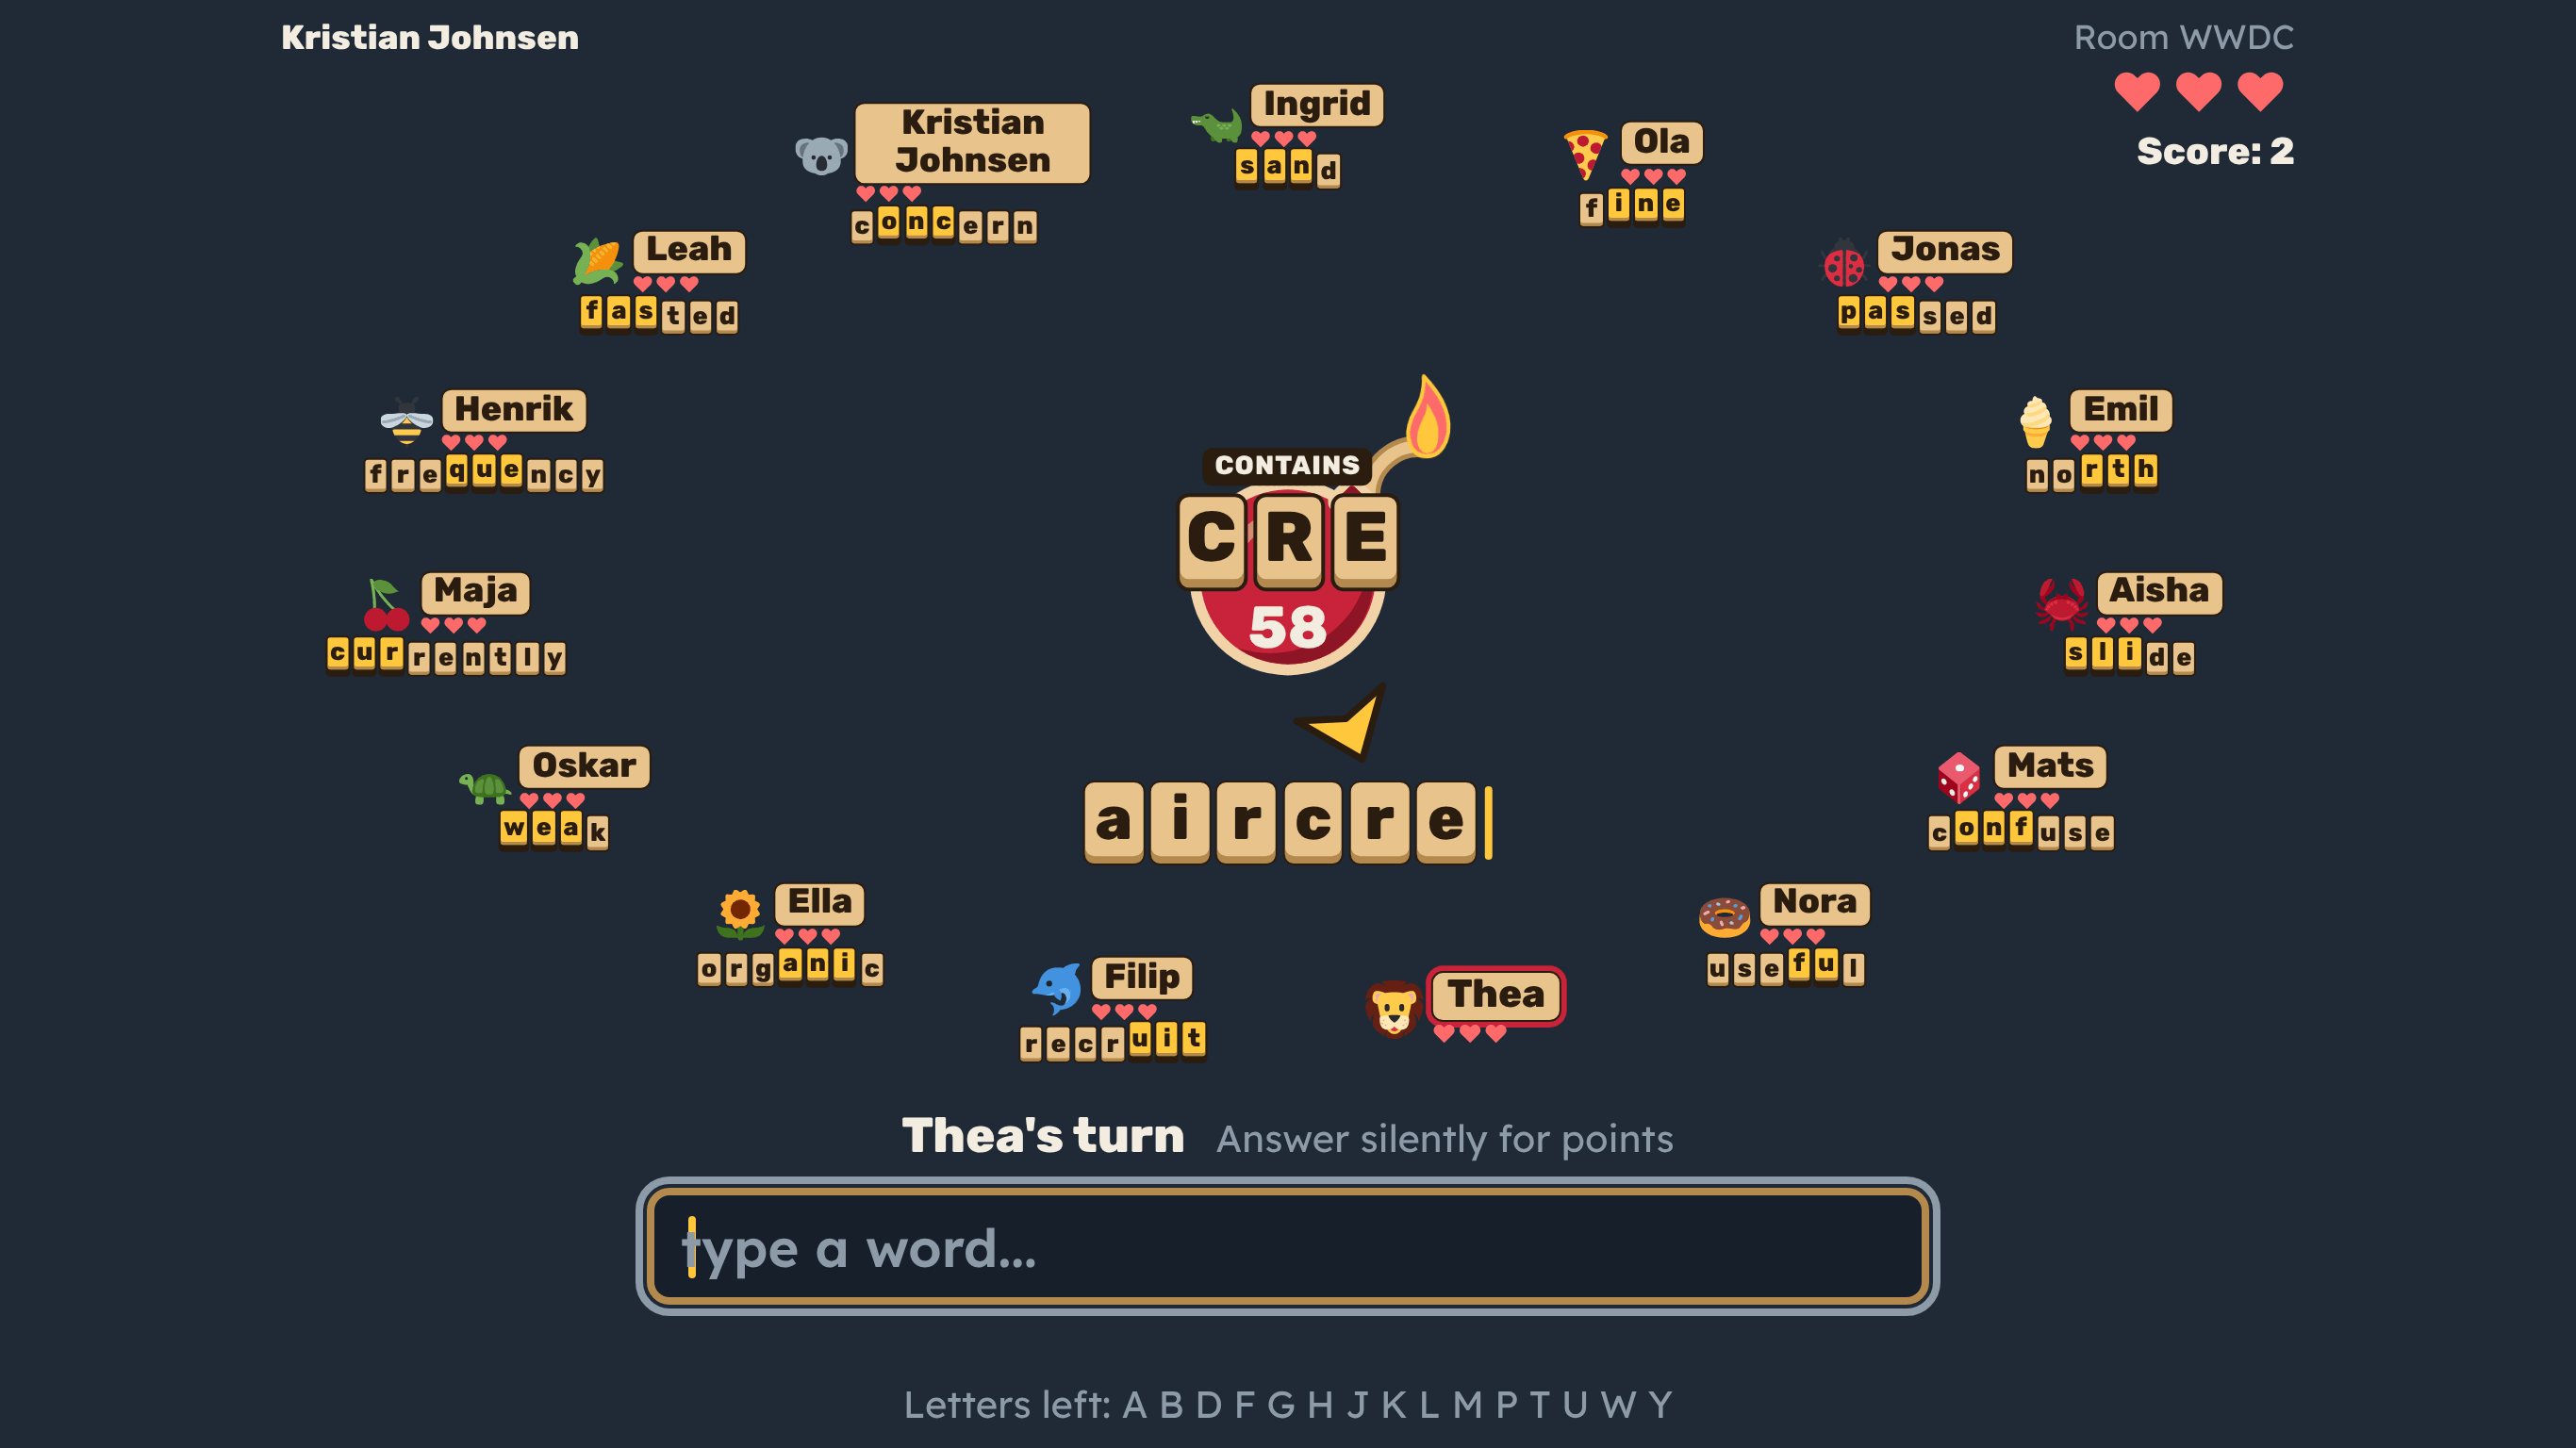 Kristian Johnsen
Room WWDC
Score: 2
Kristian
Johnsen
concern
Ingrid
sand
Ola
fine
Leah
fasted
Jonas
passed
Henrik
frequency
Emil
north
CONTAINS
CRE
58
Maja
currently
Aisha
slide
Oskar
weak
Mats
confuse
aircre
Ella
organic
Nora
useful
Filip
recruit
Thea
Thea's turn Answer silently for points
type a word...
Letters left: A B D F G H J K L M P T U W Y